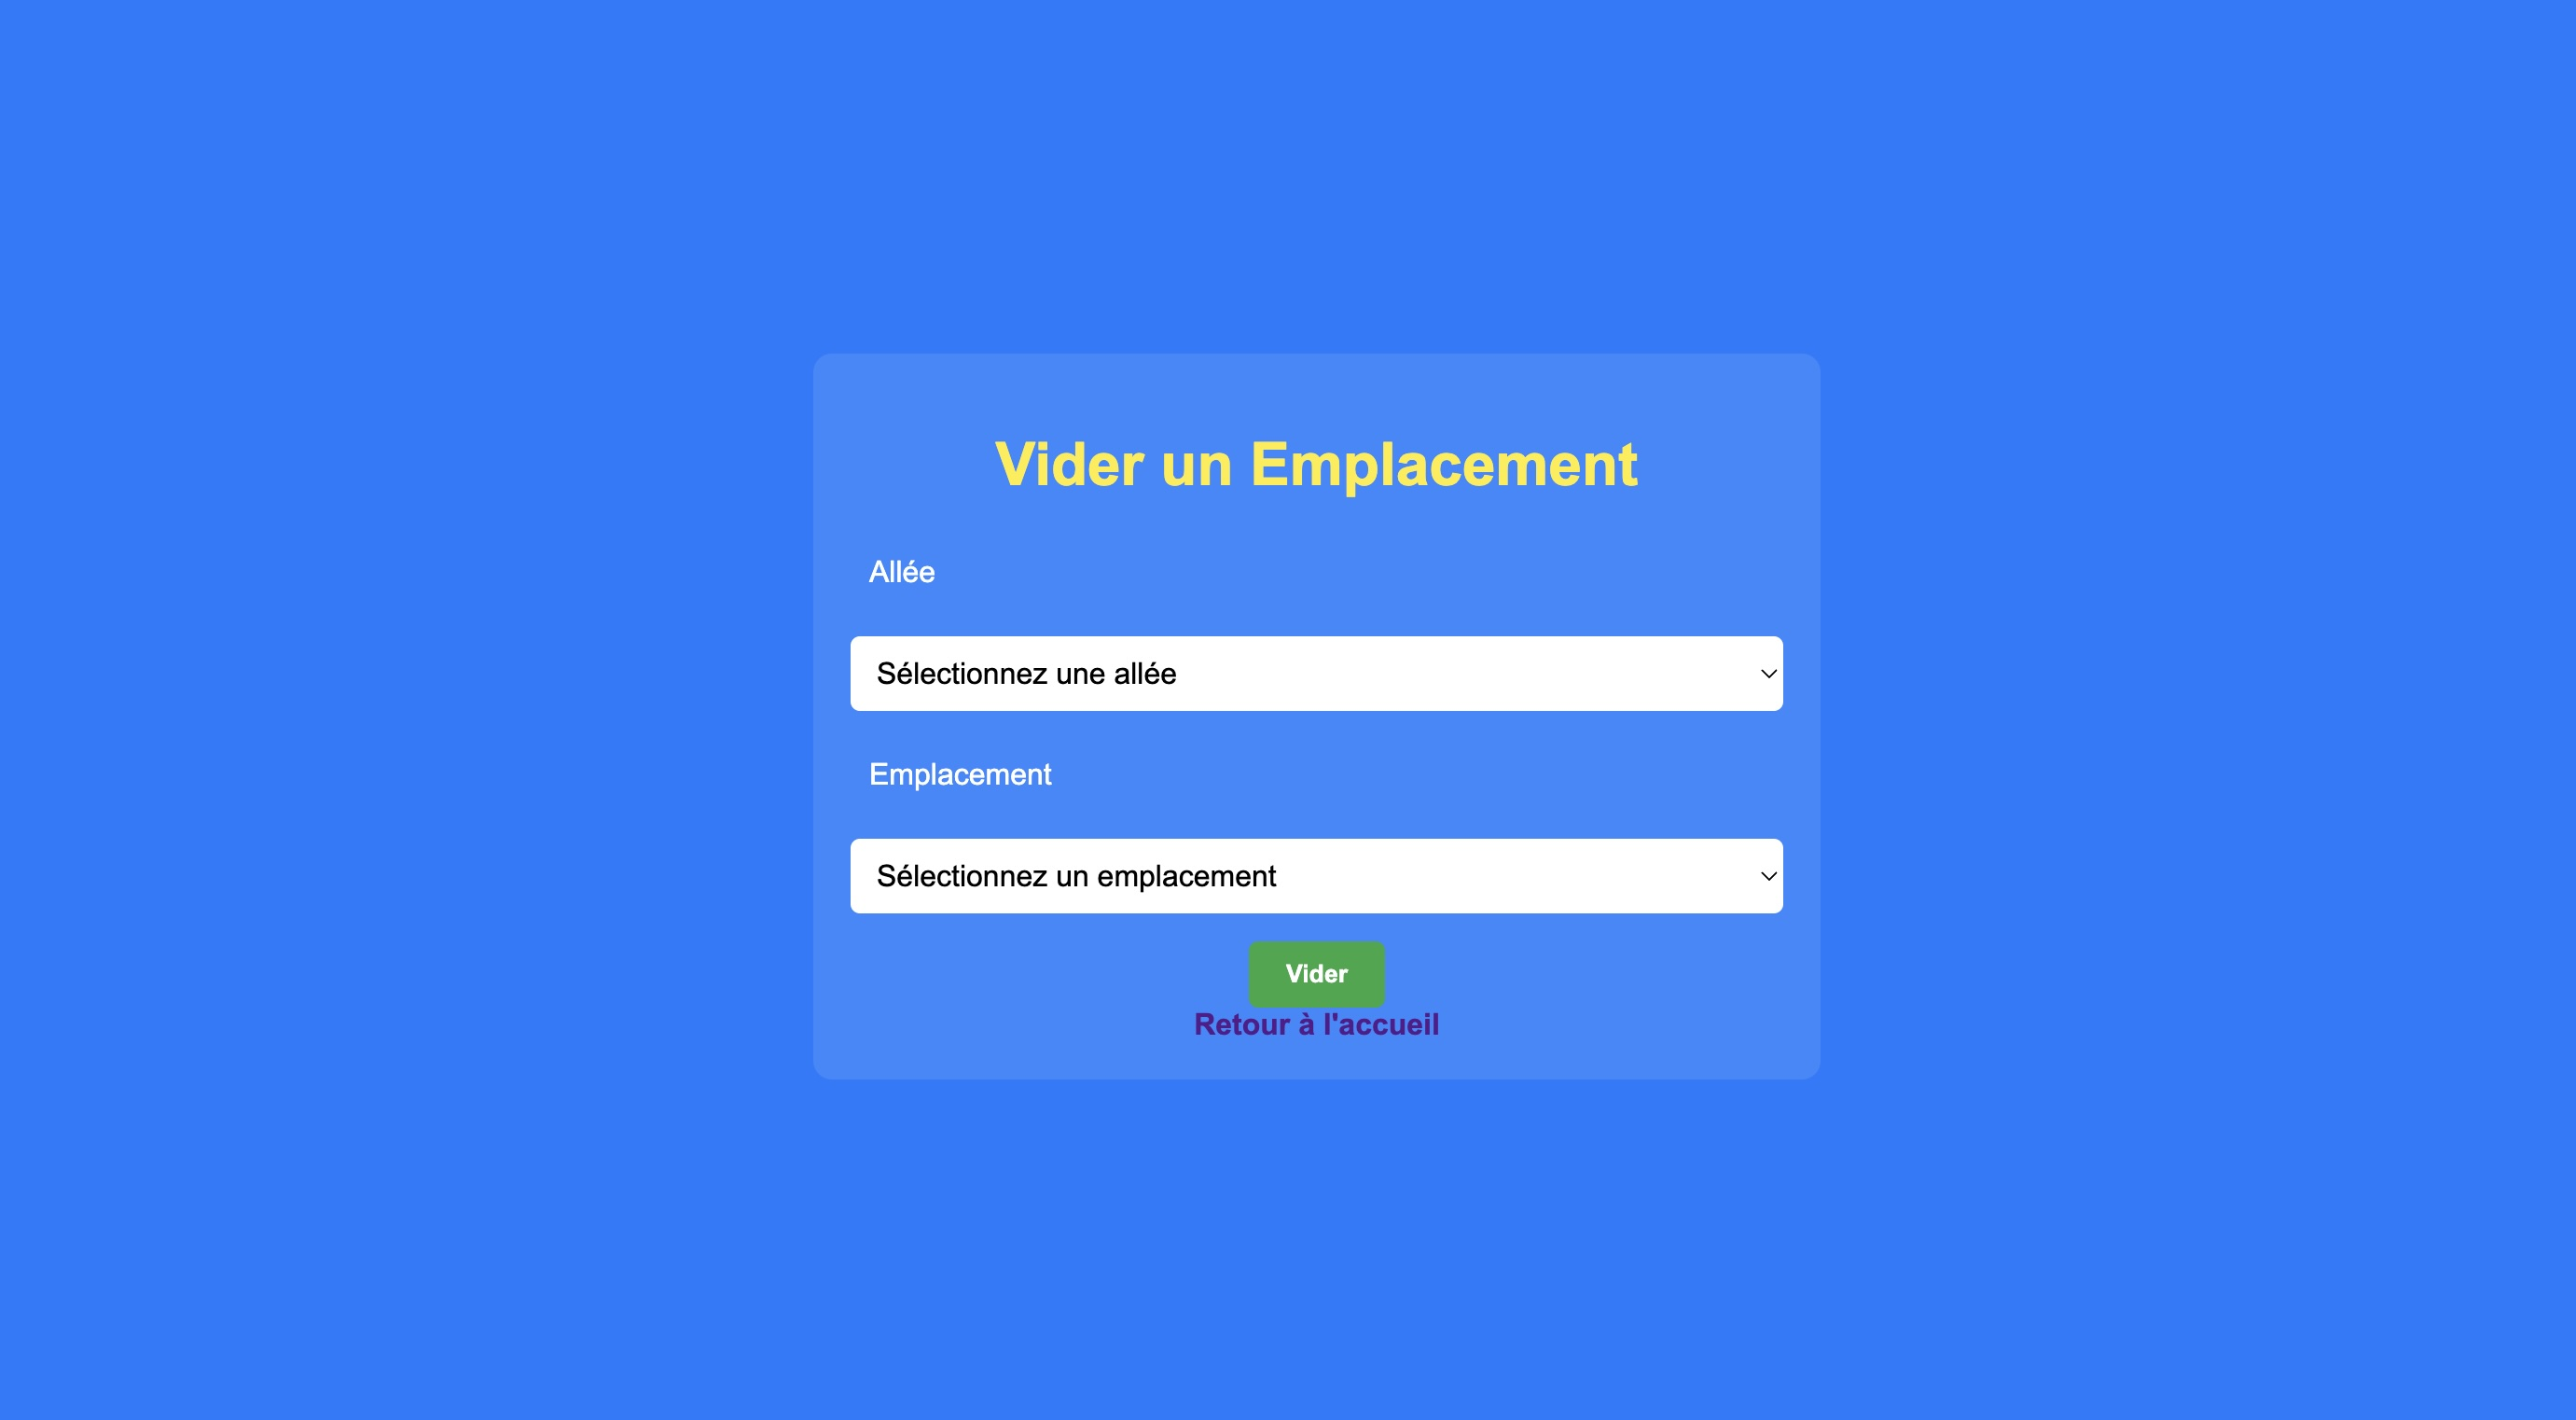 Vider un Emplacement
Allée
Sélectionnez une allée
Emplacement
Sélectionnez un emplacement
Vider
Retour à l'accueil